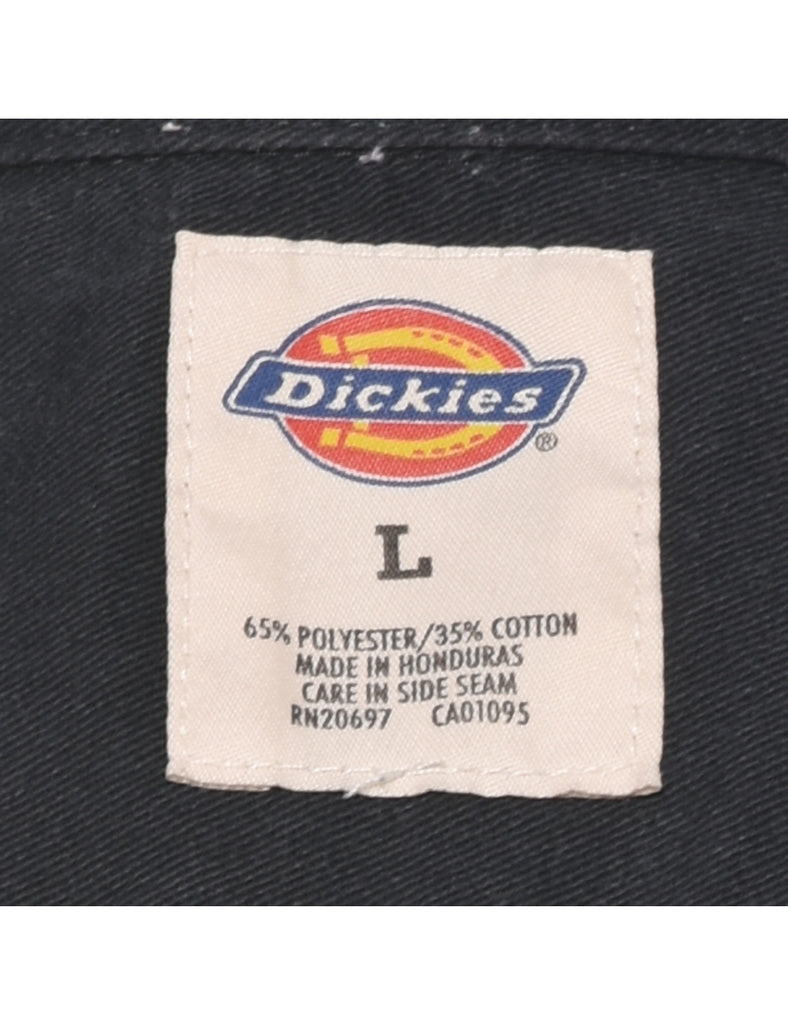 Dickies®
L
65% POLYESTER/35% COTTON
MADE IN HONDURAS
CARE IN SIDE SEAM
RN20697 CA01095